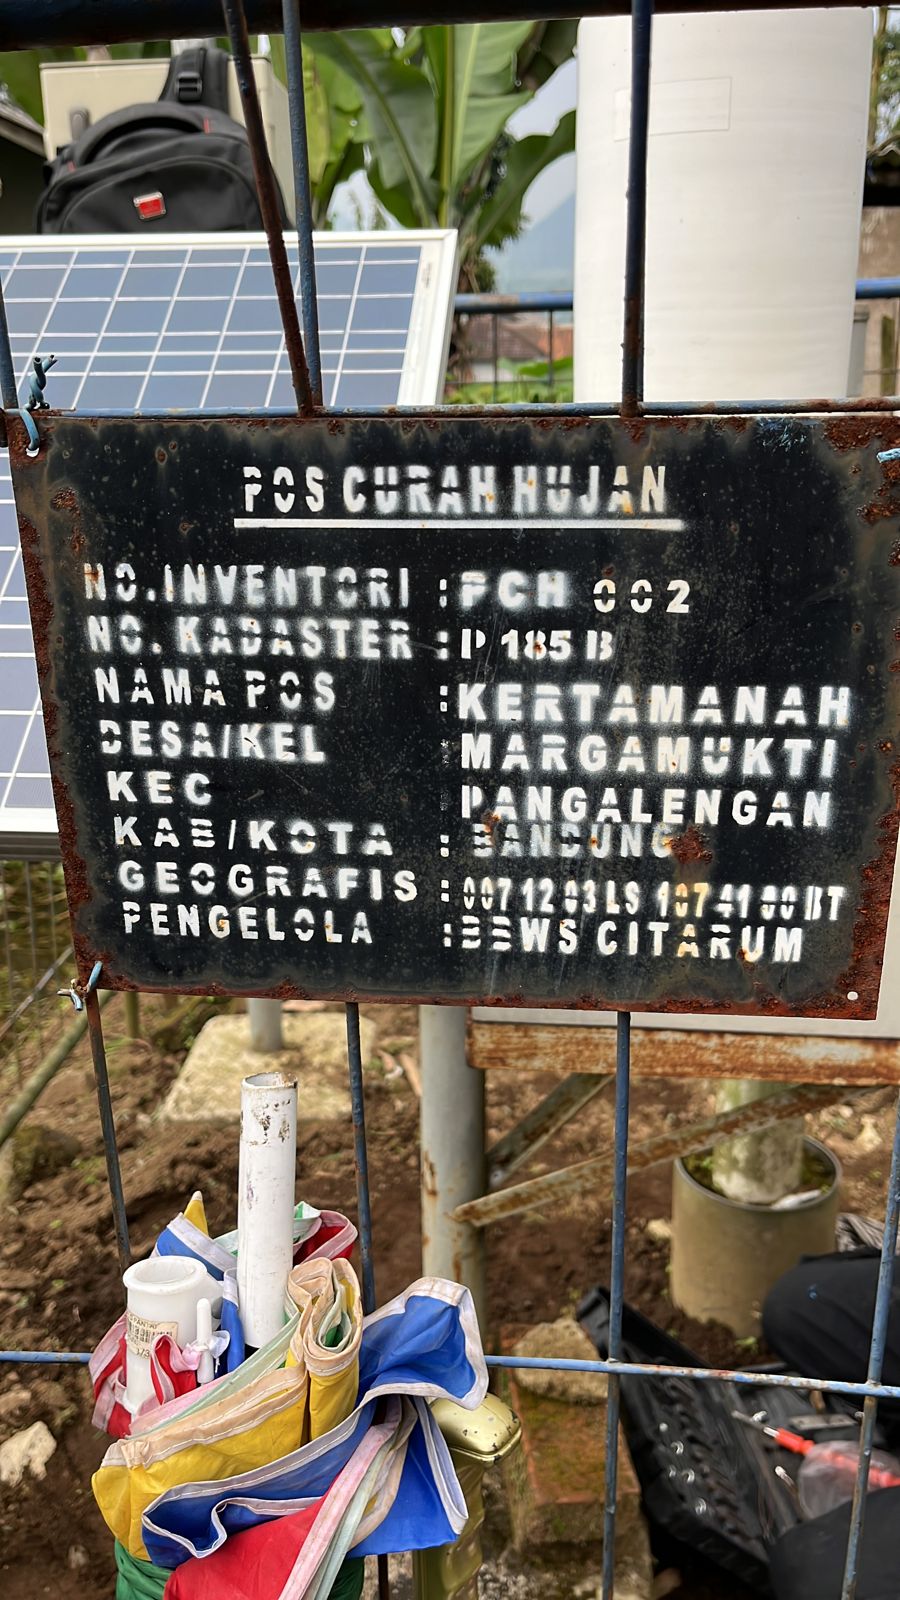 POS CURAH HUJAN
NO. INVENTORI : PCH 002
NO. KADASTER : P 185 B
NAMA POS : KERTAMANAH
DESA/KEL : MARGAMUKTI
KEC PANGALENGAN
KAB/KOTA : BANDUNG
GEOGRAFIS : 007 12 03 LS 107 41 00 BT
PENGELOLA : BBWS CITARUM